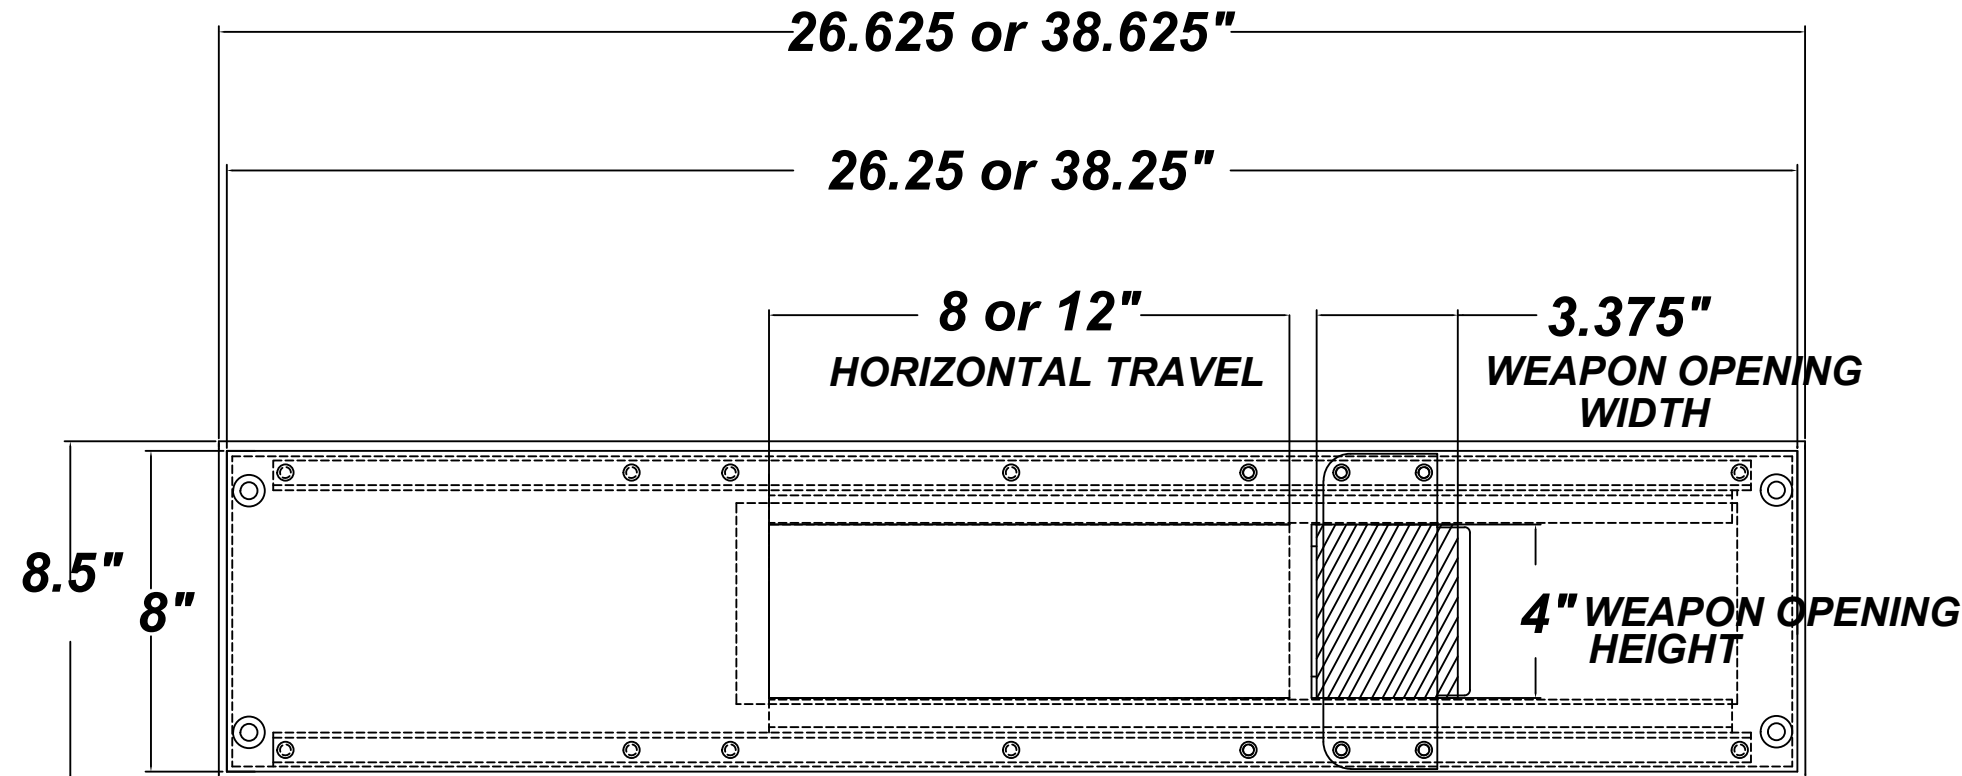 26.625 or 38.625"
26.25 or 38.25"
8 or 12"
HORIZONTAL TRAVEL
3.375"
WEAPON OPENING
WIDTH
8.5"
8"
4" WEAPON OPENING
HEIGHT